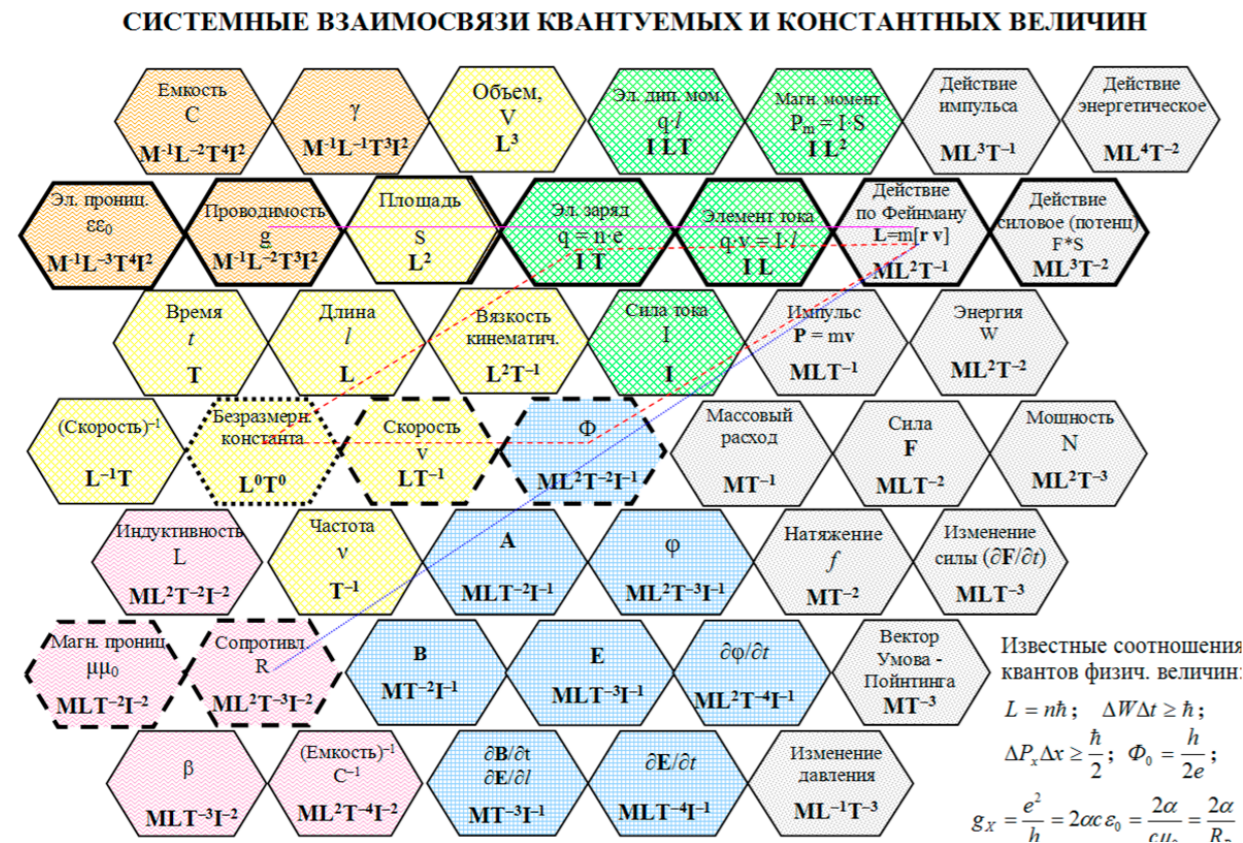 СИСТЕМНЫЕ ВЗАИМОСВЯЗИ КВАНТУЕМЫХ И КОНСТАНТНЫХ ВЕЛИЧИН
Емкость
C
M⁻¹L⁻²T⁴I²
γ
M⁻¹L⁻¹T³I²
Объем,
V
L³
Эл. дип. мом.
q·l
I LT
Магн. момент
Pₘ = I·S
I L²
Действие
импульса
ML³T⁻¹
Действие
энергетическое
ML⁴T⁻²
Эл. прониц.
εε₀
M⁻¹L⁻³T⁴I²
Проводимость
g
M⁻¹L⁻²T³I²
Площадь
S
L²
Эл. заряд
q = n·e
I T
Элемент тока
q·v = I·l
I L
Действие
по Фейнману
L=m[r v]
ML²T⁻¹
Действие
силовое (потенц)
F*S
ML³T⁻²
Время
t
T
Длина
l
L
Вязкость
кинематич.
L²T⁻¹
Сила тока
I
I
Импульс
P = mv
MLT⁻¹
Энергия
W
ML²T⁻²
(Скорость)⁻¹
L⁻¹T
Безразмерн.
константа
L⁰T⁰
Скорость
v
LT⁻¹
Φ
ML²T⁻²I⁻¹
Массовый
расход
MT⁻¹
Сила
F
MLT⁻²
Мощность
N
ML²T⁻³
Индуктивность
L
ML²T⁻²I⁻²
Частота
ν
T⁻¹
A
MLT⁻²I⁻¹
φ
ML²T⁻³I⁻¹
Натяжение
f
MT⁻²
Изменение
силы (∂F/∂t)
MLT⁻³
Магн. прониц.
μμ₀
MLT⁻²I⁻²
Сопротивл.
R
ML²T⁻³I⁻²
B
MT⁻²I⁻¹
E
MLT⁻³I⁻¹
∂φ/∂t
ML²T⁻⁴I⁻¹
Вектор
Умова -
Пойнтинга
MT⁻³
β
MLT⁻³I⁻²
(Емкость)⁻¹
C⁻¹
ML²T⁻⁴I⁻²
∂B/∂t
∂E/∂l
MT⁻³I⁻¹
∂E/∂t
MLT⁻⁴I⁻¹
Изменение
давления
ML⁻¹T⁻³
Известные соотношения
квантов физич. величин:
L = nħ ; ΔWΔt ≥ ħ ;
ΔPₓΔx ≥ ħ/2 ; Φ₀ = h/2e ;
g_X = e²/h = 2αc ε₀ = 2α/cμ₀ = 2α/R